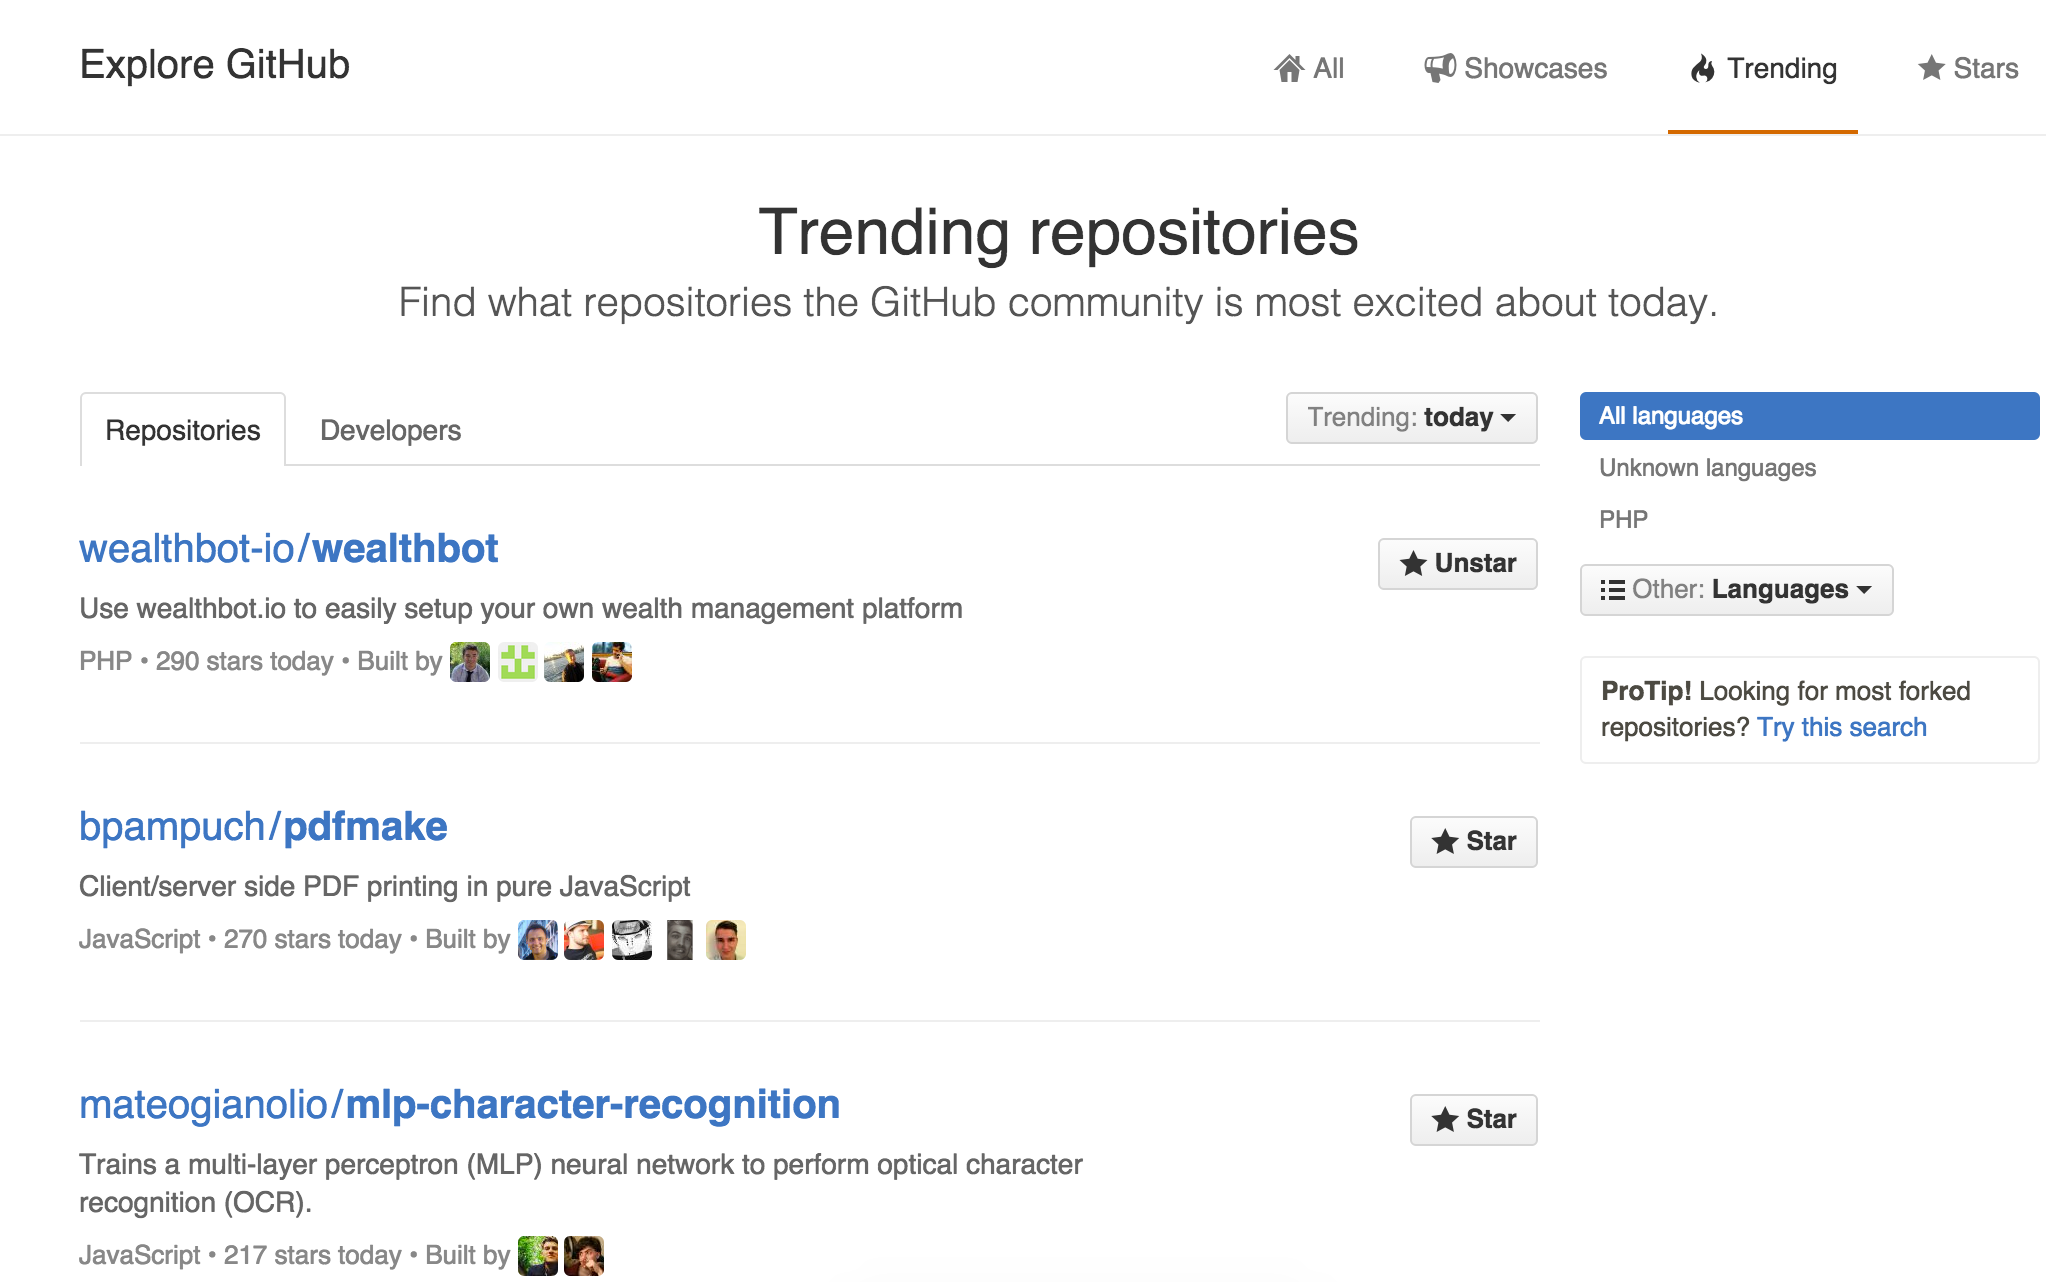 Explore GitHub
All
Showcases
Trending
Stars
Trending repositories
Find what repositories the GitHub community is most excited about today.
Repositories
Developers
Trending: today
All languages
Unknown languages
PHP
Other: Languages
ProTip! Looking for most forked
repositories? Try this search
wealthbot-io/wealthbot
Unstar
Use wealthbot.io to easily setup your own wealth management platform
PHP • 290 stars today • Built by
bpampuch/pdfmake
Star
Client/server side PDF printing in pure JavaScript
JavaScript • 270 stars today • Built by
mateogianolio/mlp-character-recognition
Star
Trains a multi-layer perceptron (MLP) neural network to perform optical character
recognition (OCR).
JavaScript • 217 stars today • Built by